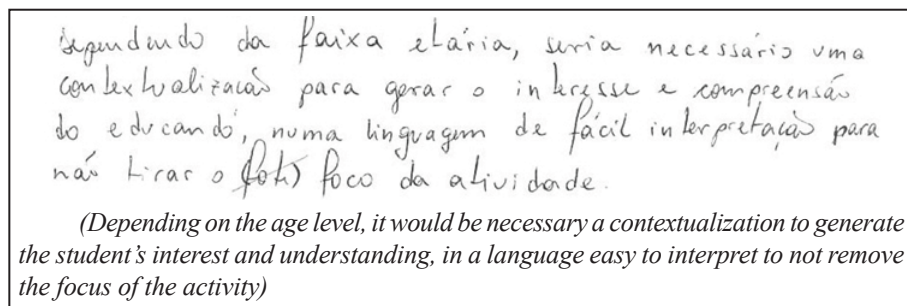 dependendo da faixa etária, seria necessário uma
contextualização para gerar o interesse e compreensão
do educando, numa linguagem de fácil interpretação para
não tirar o foco da atividade.
(Depending on the age level, it would be necessary a contextualization to generate
the student's interest and understanding, in a language easy to interpret to not remove
the focus of the activity)